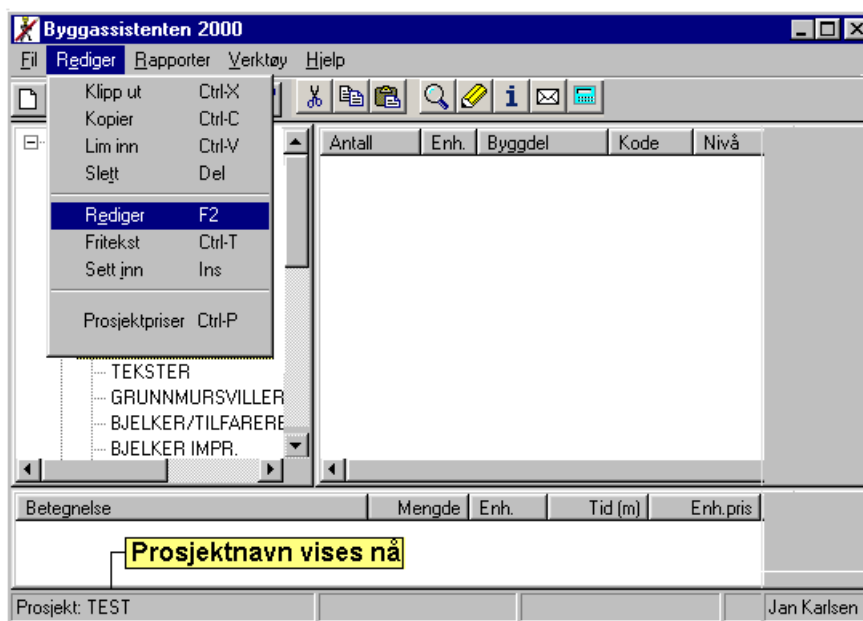 Byggassistenten 2000
Fil Rediger Rapporter Verktøy Hjelp
Klipp ut Ctrl-X
Kopier Ctrl-C
Lim inn Ctrl-V
Slett Del
Rediger F2
Fritekst Ctrl-T
Sett inn Ins
Prosjektpriser Ctrl-P
Antall Enh. Byggdel Kode Nivå
TEKSTER
GRUNNMURSVILLER
BJELKER/TILFARERE
BJELKER IMPR.
Betegnelse Mengde Enh. Tid (m) Enh.pris
Prosjektnavn vises nå
Prosjekt: TEST Jan Karlsen